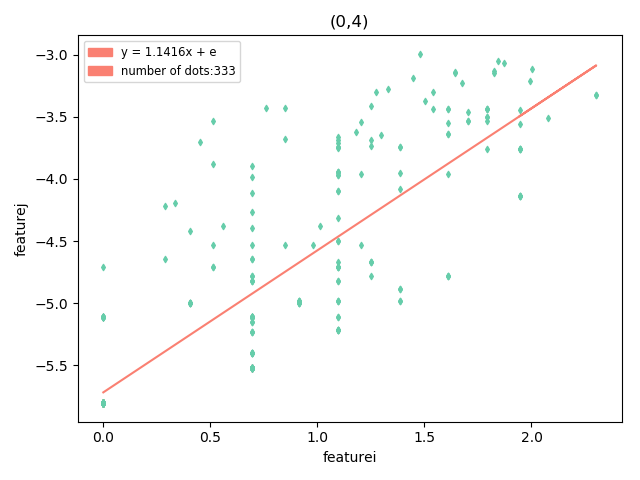 (0,4)
y = 1.1416x + e
number of dots:333
−3.0
−3.5
−4.0
−4.5
−5.0
−5.5
featurej
0.0 0.5 1.0 1.5 2.0
featurei